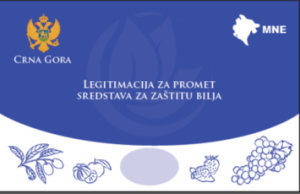 MNE
CRNA GORA
LEGITIMACIJA ZA PROMET
SREDSTAVA ZA ZAŠTITU BILJA